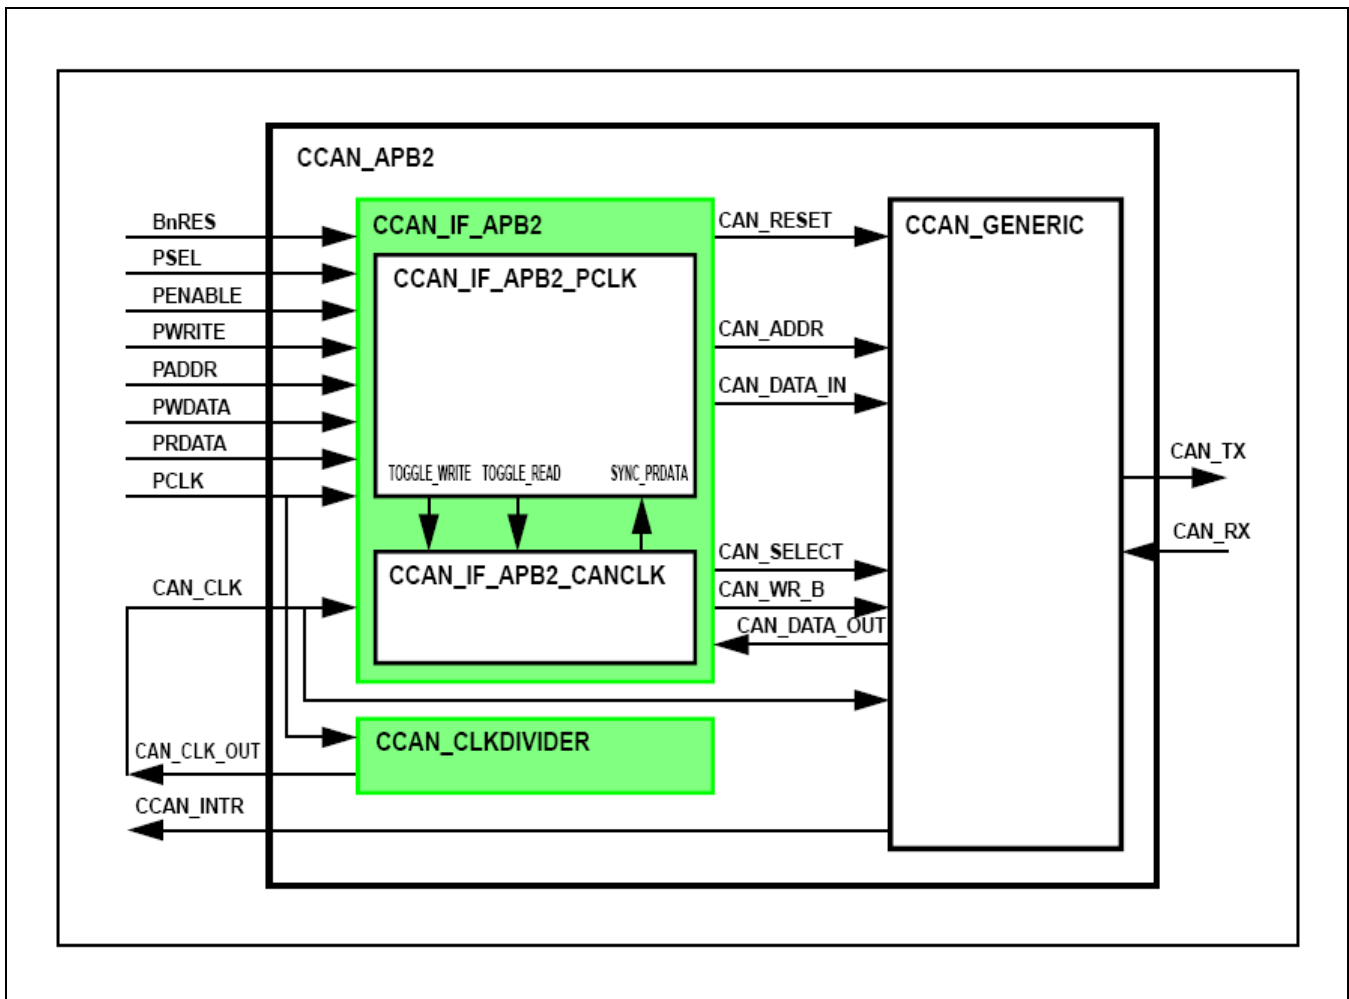 CCAN_APB2
BnRES
PSEL
PENABLE
PWRITE
PADDR
PWDATA
PRDATA
PCLK
CAN_CLK
CAN_CLK_OUT
CCAN_INTR
CCAN_IF_APB2
CCAN_IF_APB2_PCLK
TOGGLE_WRITE TOGGLE_READ SYNC_PRDATA
CCAN_IF_APB2_CANCLK
CCAN_CLKDIVIDER
CAN_RESET
CAN_ADDR
CAN_DATA_IN
CAN_SELECT
CAN_WR_B
CAN_DATA_OUT
CCAN_GENERIC
CAN_TX
CAN_RX